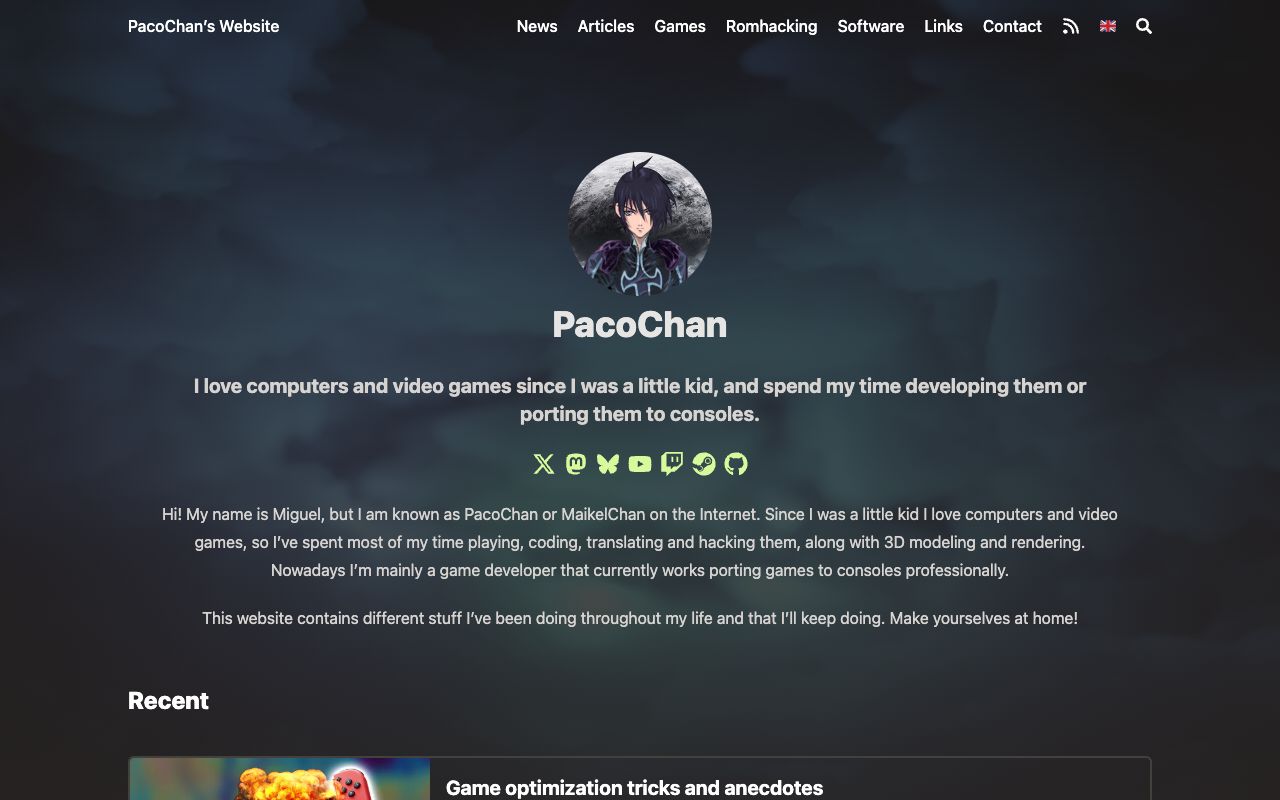 PacoChan's Website
News Articles Games Romhacking Software Links Contact
PacoChan
I love computers and video games since I was a little kid, and spend my time developing them or
porting them to consoles.
Hi! My name is Miguel, but I am known as PacoChan or MaikelChan on the Internet. Since I was a little kid I love computers and video
games, so I've spent most of my time playing, coding, translating and hacking them, along with 3D modeling and rendering.
Nowadays I'm mainly a game developer that currently works porting games to consoles professionally.
This website contains different stuff I've been doing throughout my life and that I'll keep doing. Make yourselves at home!
Recent
Game optimization tricks and anecdotes